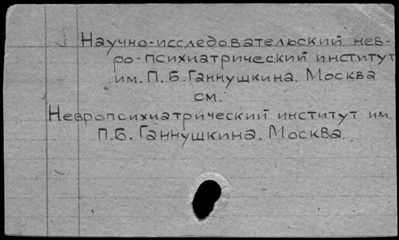 Научно-исследовательский нев-
ро-психиатрический институт
им. П. Б. Ганнушкина. Москва
см.
Невропсихиатрический институт им.
П.Б. Ганнушкина. Москва.